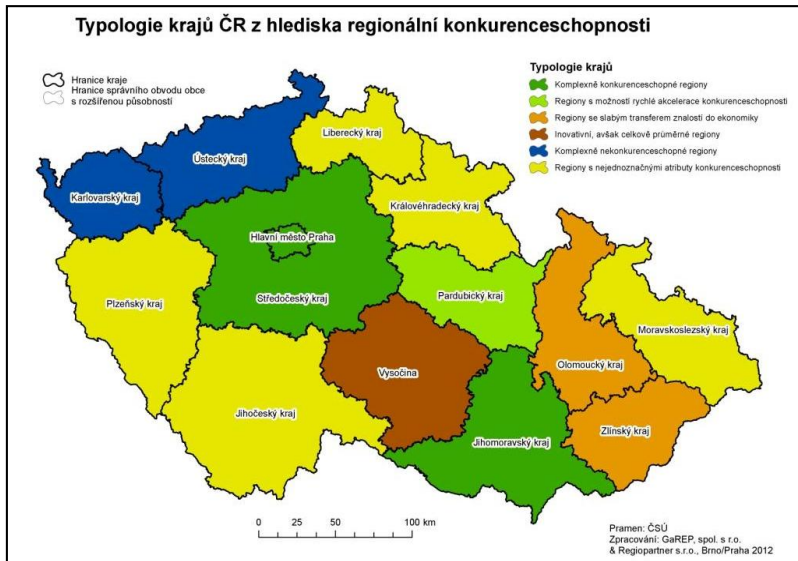 Typologie krajů ČR z hlediska regionální konkurenceschopnosti
Hranice kraje
Hranice správního obvodu obce
s rozšířenou působností
Typologie krajů
Komplexně konkurenceschopné regiony
Regiony s možností rychlé akcelerace konkurenceschopnosti
Regiony se slabým transferem znalostí do ekonomiky
Inovativní, avšak celkově průměrné regiony
Komplexně nekonkurenceschopné regiony
Regiony s nejednoznačnými atributy konkurenceschopnosti
Liberecký kraj
Ústecký kraj
Karlovarský kraj
Královéhradecký kraj
Hlavní město Praha
Středočeský kraj
Pardubický kraj
Plzeňský kraj
Moravskoslezský kraj
Olomoucký kraj
Vysočina
Jihočeský kraj
Zlínský kraj
Jihomoravský kraj
0 25 50 100 km
Pramen: ČSÚ
Zpracování: GaREP, spol. s r.o.
& Regiopartner s.r.o., Brno/Praha 2012